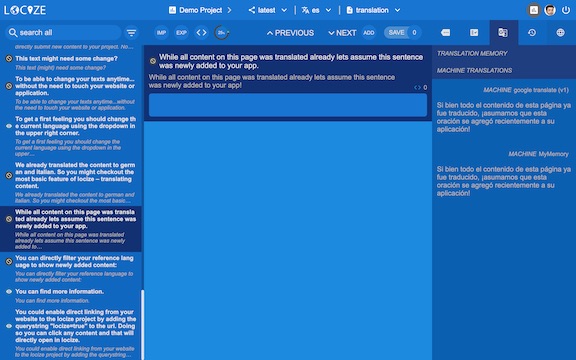 LOCIZE
Demo Project
latest
es
translation
search all
IMP
EXP
PREVIOUS
NEXT
ADD
SAVE
0
directly submit new content to your project. No…
This text might need some change?
This text (might) need some change?
To be able to change your texts anytime...
without the need to touch your website or
application.
To be able to change your texts anytime...without
the need to touch your website or application.
To get a first feeling you should change th
e current language using the dropdown in
the upper right corner.
To get a first feeling you should change the
current language using the dropdown in the
upper…
We already translated the content to germ
an and italian. So you might checkout the
most basic feature of locize – translating
content.
We already translated the content to german and
italian. So you might checkout the most basic…
While all content on this page was transla
ted already lets assume this sentence was
newly added to your app.
While all content on this page was translated
already lets assume this sentence was newly
added to…
You can directly filter your reference lang
uage to show newly added content:
You can directly filter your reference language to
show newly added content:
You can find more information.
You can find more information.
You could enable direct linking from your
website to the locize project by adding the
querystring "locize=true" to the url. Doing
so you can click any content and that will
directly open in locize.
You could enable direct linking from your website
to the locize project by adding the querystring…
While all content on this page was translated already lets assume this sentence
was newly added to your app.
While all content on this page was translated already lets assume this sentence
was newly added to your app!
<> 0
TRANSLATION MEMORY
MACHINE TRANSLATIONS
MACHINE google translate (v1)
Si bien todo el contenido de esta página ya
fue traducido, ¡asumamos que esta
oración se agregó recientemente a su
aplicación!
MACHINE MyMemory
Si bien todo el contenido de esta página ya
fue traducido, ¡asumamos que esta
oración se agregó recientemente a su
aplicación!